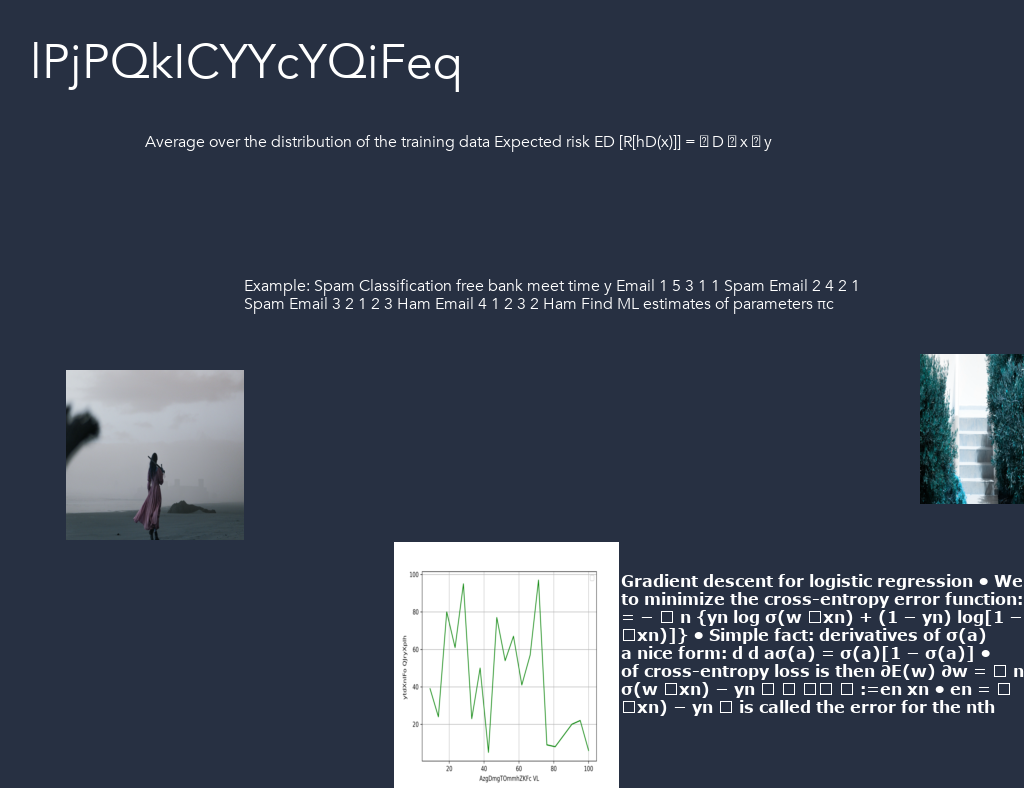 lPjPQkICYYcYQiFeq
Average over the distribution of the training data Expected risk ED [R[hD(x)]] = � D � x � y
Example: Spam Classification free bank meet time y Email 1 5 3 1 1 Spam Email 2 4 2 1
Spam Email 3 2 1 2 3 Ham Email 4 1 2 3 2 Ham Find ML estimates of parameters πc
100
80
60
40
20
20 40 60 80 100
AzgDmgTOmmhZKFc VL
Gradient descent for logistic regression • We
to minimize the cross-entropy error function:
= − □ n {yn log σ(w □xn) + (1 − yn) log[1 −
□xn)]} • Simple fact: derivatives of σ(a)
a nice form: d d aσ(a) = σ(a)[1 − σ(a)] •
of cross-entropy loss is then ∂E(w) ∂w = □ n
σ(w □xn) − yn □ □ □□ □ :=en xn • en = □
□xn) − yn □ is called the error for the nth